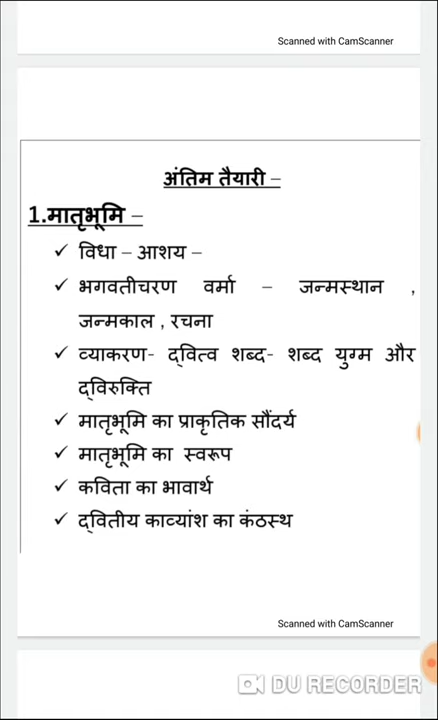 Scanned with CamScanner
अंतिम तैयारी –
1.मातृभूमि –
✓ विधा – आशय –
✓ भगवतीचरण वर्मा – जन्मस्थान ,
जन्मकाल , रचना
✓ व्याकरण- द्वित्व शब्द- शब्द युग्म और
द्विरुक्ति
✓ मातृभूमि का प्राकृतिक सौंदर्य
✓ मातृभूमि का स्वरूप
✓ कविता का भावार्थ
✓ द्वितीय काव्यांश का कंठस्थ
Scanned with CamScanner
DU RECORDER